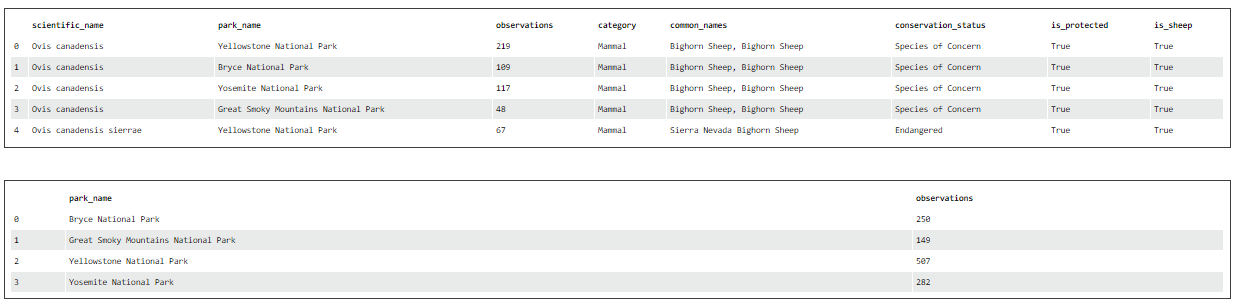 scientific_name park_name observations category common_names conservation_status is_protected is_sheep
0 Ovis canadensis Yellowstone National Park 219 Mammal Bighorn Sheep, Bighorn Sheep Species of Concern True True
1 Ovis canadensis Bryce National Park 109 Mammal Bighorn Sheep, Bighorn Sheep Species of Concern True True
2 Ovis canadensis Yosemite National Park 117 Mammal Bighorn Sheep, Bighorn Sheep Species of Concern True True
3 Ovis canadensis Great Smoky Mountains National Park 48 Mammal Bighorn Sheep, Bighorn Sheep Species of Concern True True
4 Ovis canadensis sierrae Yellowstone National Park 67 Mammal Sierra Nevada Bighorn Sheep Endangered True True
park_name observations
0 Bryce National Park 250
1 Great Smoky Mountains National Park 149
2 Yellowstone National Park 507
3 Yosemite National Park 282